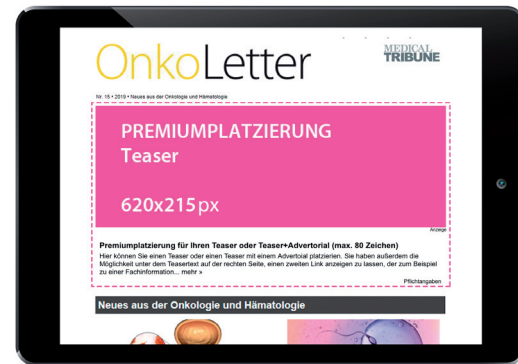 OnkoLetter
MEDICAL
TRIBUNE
Nr. 15 • 2019 • Neues aus der Onkologie und Hämatologie
PREMIUMPLATZIERUNG
Teaser
620x215px
Anzeige
Premiumplatzierung für Ihren Teaser oder Teaser+Advertorial (max. 80 Zeichen)
Hier können Sie einen Teaser oder einen Teaser mit einem Advertoial platzieren. Sie haben außerdem die
Möglichkeit unter dem Teasertext auf der rechten Seite, einen zweiten Link anzeigen zu lassen, der zum Beispiel
zu einer Fachinformation... mehr »
Pflichtangaben
Neues aus der Onkologie und Hämatologie